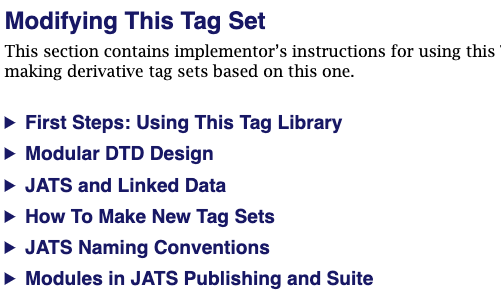 Modifying This Tag Set
This section contains implementor's instructions for using this
making derivative tag sets based on this one.
First Steps: Using This Tag Library
Modular DTD Design
JATS and Linked Data
How To Make New Tag Sets
JATS Naming Conventions
Modules in JATS Publishing and Suite